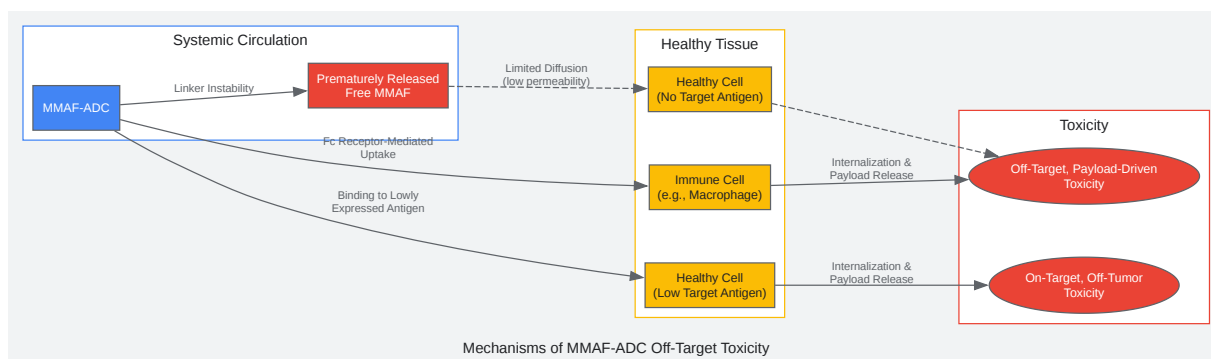 Systemic Circulation
MMAF-ADC
Linker Instability
Prematurely Released
Free MMAF
Limited Diffusion
(low permeability)
Fc Receptor-Mediated
Uptake
Binding to Lowly
Expressed Antigen
Healthy Tissue
Healthy Cell
(No Target Antigen)
Immune Cell
(e.g., Macrophage)
Healthy Cell
(Low Target Antigen)
Internalization &
Payload Release
Internalization &
Payload Release
Toxicity
Off-Target, Payload-Driven
Toxicity
On-Target, Off-Tumor
Toxicity
Mechanisms of MMAF-ADC Off-Target Toxicity